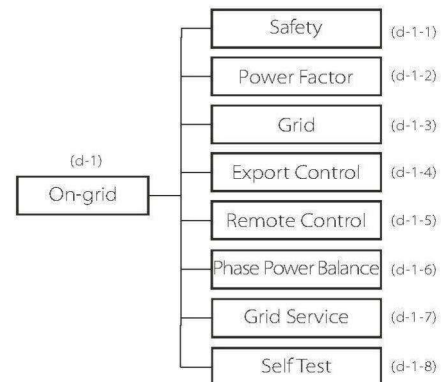 Safety (d-1-1)
Power Factor (d-1-2)
Grid (d-1-3)
(d-1)
Export Control (d-1-4)
On-grid
Remote Control (d-1-5)
Phase Power Balance (d-1-6)
Grid Service (d-1-7)
Self Test (d-1-8)